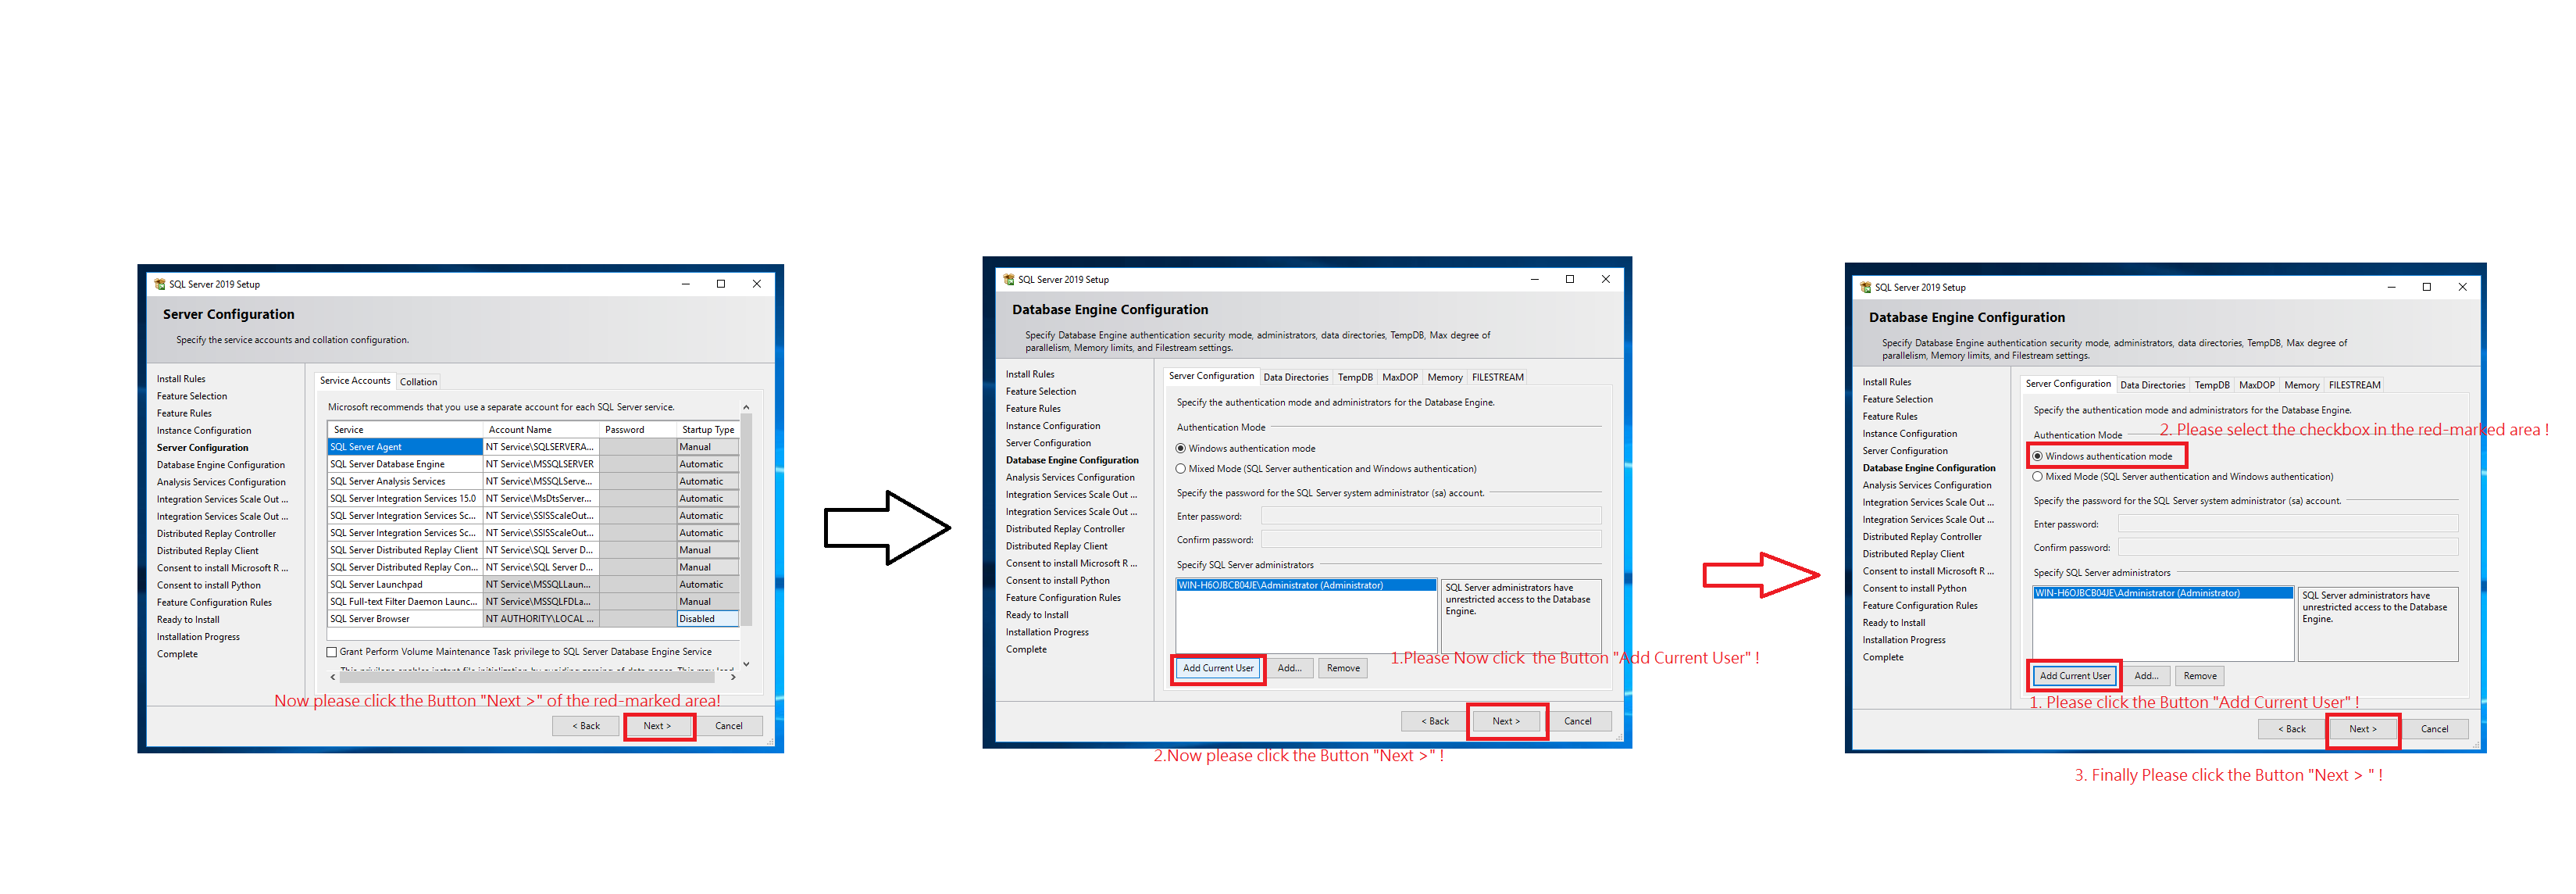 SQL Server 2019 Setup
Server Configuration
Specify the service accounts and collation configuration.
Install Rules
Feature Selection
Feature Rules
Instance Configuration
Server Configuration
Database Engine Configuration
Analysis Services Configuration
Integration Services Scale Out ...
Integration Services Scale Out ...
Distributed Replay Controller
Distributed Replay Client
Consent to install Microsoft R ...
Consent to install Python
Feature Configuration Rules
Ready to Install
Installation Progress
Complete
Service Accounts Collation
Microsoft recommends that you use a separate account for each SQL Server service.
Service Account Name Password Startup Type
SQL Server Agent NT Service\SQLSERVERA... Manual
SQL Server Database Engine NT Service\MSSQLSERVER Automatic
SQL Server Analysis Services NT Service\MSSQLServe... Automatic
SQL Server Integration Services 15.0 NT Service\MsDtsServer... Automatic
SQL Server Integration Services Sc... NT Service\SSISScaleOut... Automatic
SQL Server Integration Services Sc... NT Service\SSISScaleOut... Automatic
SQL Server Distributed Replay Client NT Service\SQL Server D... Manual
SQL Server Distributed Replay Con... NT Service\SQL Server D... Manual
SQL Server Launchpad NT Service\MSSQLLaun... Automatic
SQL Full-text Filter Daemon Launc... NT Service\MSSQLFDLa... Manual
SQL Server Browser NT AUTHORITY\LOCAL ... Disabled
Grant Perform Volume Maintenance Task privilege to SQL Server Database Engine Service
Now please click the Button "Next >" of the red-marked area!
< Back Next > Cancel
SQL Server 2019 Setup
Database Engine Configuration
Specify Database Engine authentication security mode, administrators, data directories, TempDB, Max degree of
parallelism, Memory limits, and Filestream settings.
Install Rules
Feature Selection
Feature Rules
Instance Configuration
Server Configuration
Database Engine Configuration
Analysis Services Configuration
Integration Services Scale Out ...
Integration Services Scale Out ...
Distributed Replay Controller
Distributed Replay Client
Consent to install Microsoft R ...
Consent to install Python
Feature Configuration Rules
Ready to Install
Installation Progress
Complete
Server Configuration Data Directories TempDB MaxDOP Memory FILESTREAM
Specify the authentication mode and administrators for the Database Engine.
Authentication Mode
Windows authentication mode
Mixed Mode (SQL Server authentication and Windows authentication)
Specify the password for the SQL Server system administrator (sa) account.
Enter password:
Confirm password:
Specify SQL Server administrators
WIN-H6OJBCB04JE\Administrator (Administrator)
SQL Server administrators have
unrestricted access to the Database
Engine.
1.Please Now click the Button "Add Current User" !
Add Current User Add... Remove
< Back Next > Cancel
2.Now please click the Button "Next >" !
SQL Server 2019 Setup
Database Engine Configuration
Specify Database Engine authentication security mode, administrators, data directories, TempDB, Max degree of
parallelism, Memory limits, and Filestream settings.
Install Rules
Feature Selection
Feature Rules
Instance Configuration
Server Configuration
Database Engine Configuration
Analysis Services Configuration
Integration Services Scale Out ...
Integration Services Scale Out ...
Distributed Replay Controller
Distributed Replay Client
Consent to install Microsoft R ...
Consent to install Python
Feature Configuration Rules
Ready to Install
Installation Progress
Complete
Server Configuration Data Directories TempDB MaxDOP Memory FILESTREAM
Specify the authentication mode and administrators for the Database Engine.
Authentication Mode
2. Please select the checkbox in the red-marked area !
Windows authentication mode
Mixed Mode (SQL Server authentication and Windows authentication)
Specify the password for the SQL Server system administrator (sa) account.
Enter password:
Confirm password:
Specify SQL Server administrators
WIN-H6OJBCB04JE\Administrator (Administrator)
SQL Server administrators have
unrestricted access to the Database
Engine.
Add Current User Add... Remove
1. Please click the Button "Add Current User" !
< Back Next > Cancel
3. Finally Please click the Button "Next > " !